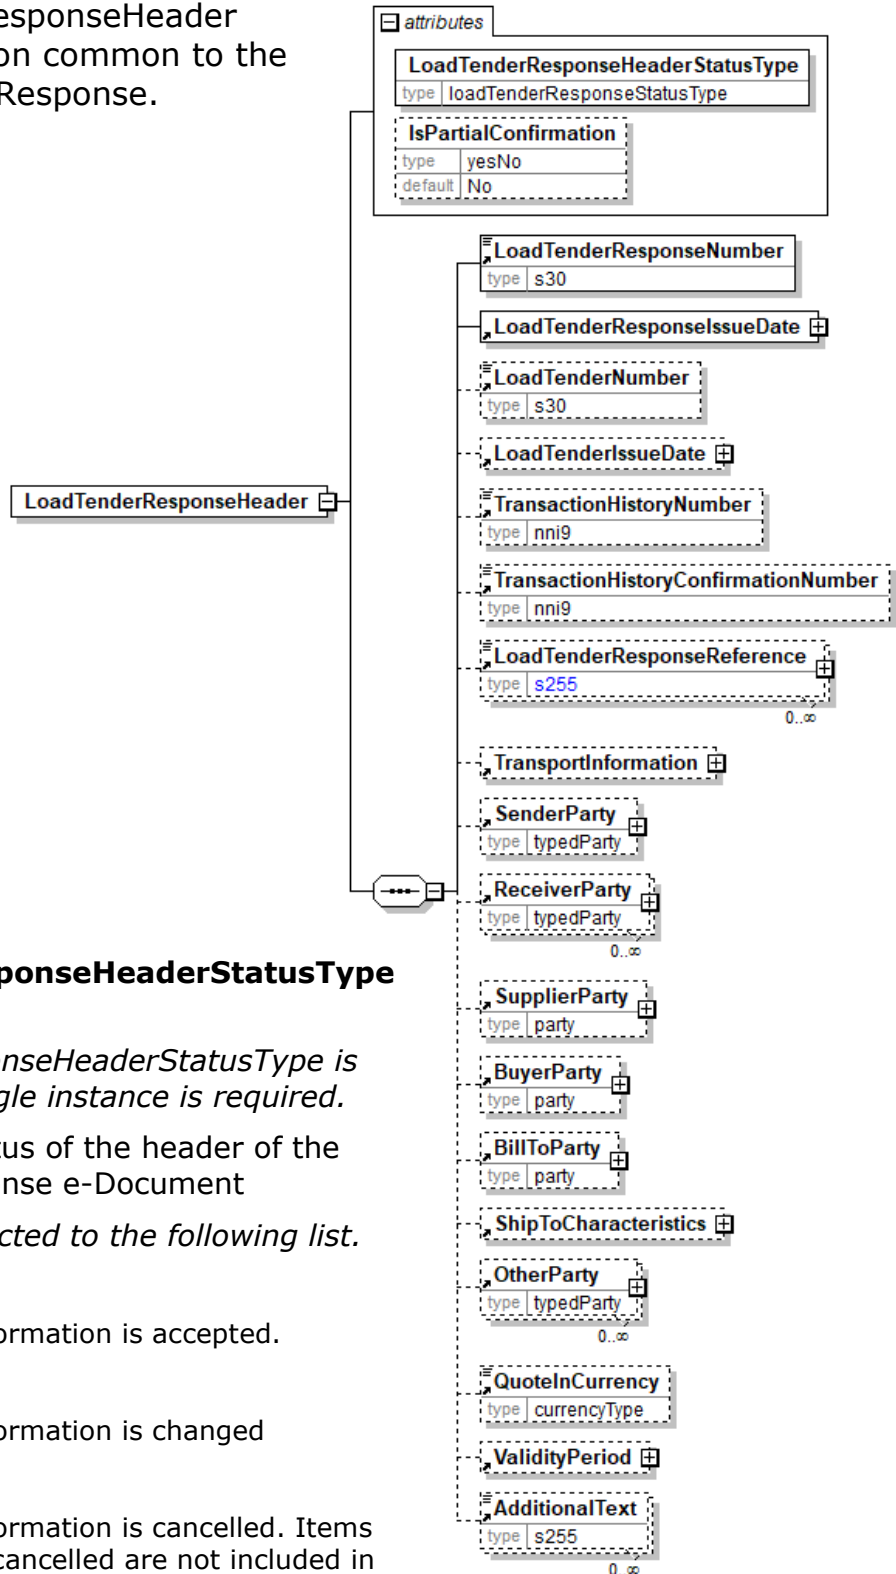 esponseHeader
on common to the
Response.
attributes
LoadTenderResponseHeaderStatusType
type loadTenderResponseStatusType
IsPartialConfirmation
type yesNo
default No
LoadTenderResponseNumber
type s30
LoadTenderResponseIssueDate
LoadTenderNumber
type s30
LoadTenderIssueDate
LoadTenderResponseHeader
TransactionHistoryNumber
type nni9
TransactionHistoryConfirmationNumber
type nni9
LoadTenderResponseReference
type s255
0..∞
TransportInformation
SenderParty
type typedParty
ReceiverParty
type typedParty
0..∞
ponseHeaderStatusType
SupplierParty
type party
onseHeaderStatusType is
gle instance is required.
BuyerParty
type party
tus of the header of the
nse e-Document
BillToParty
type party
cted to the following list.
ShipToCharacteristics
OtherParty
type typedParty
0..∞
ormation is accepted.
QuoteInCurrency
type currencyType
ormation is changed
ValidityPeriod
AdditionalText
type s255
0..∞
ormation is cancelled. Items
cancelled are not included in